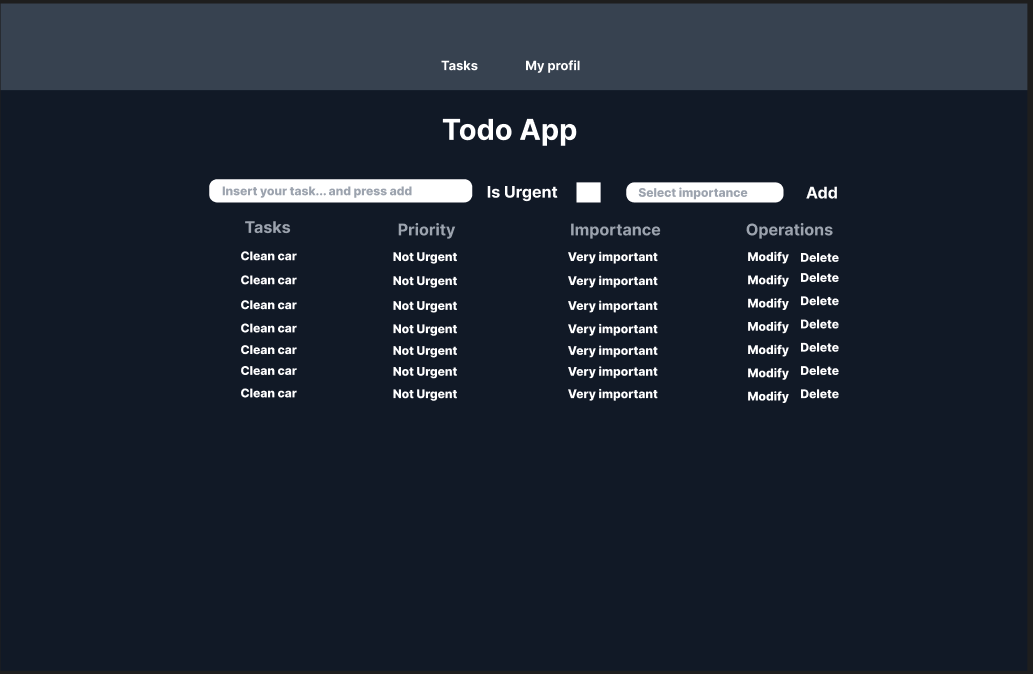 Tasks My profil
Todo App
Insert your task... and press add Is Urgent Select importance Add
Tasks Priority Importance Operations
Clean car Not Urgent Very important Modify Delete
Clean car Not Urgent Very important Modify Delete
Clean car Not Urgent Very important Modify Delete
Clean car Not Urgent Very important Modify Delete
Clean car Not Urgent Very important Modify Delete
Clean car Not Urgent Very important Modify Delete
Clean car Not Urgent Very important Modify Delete